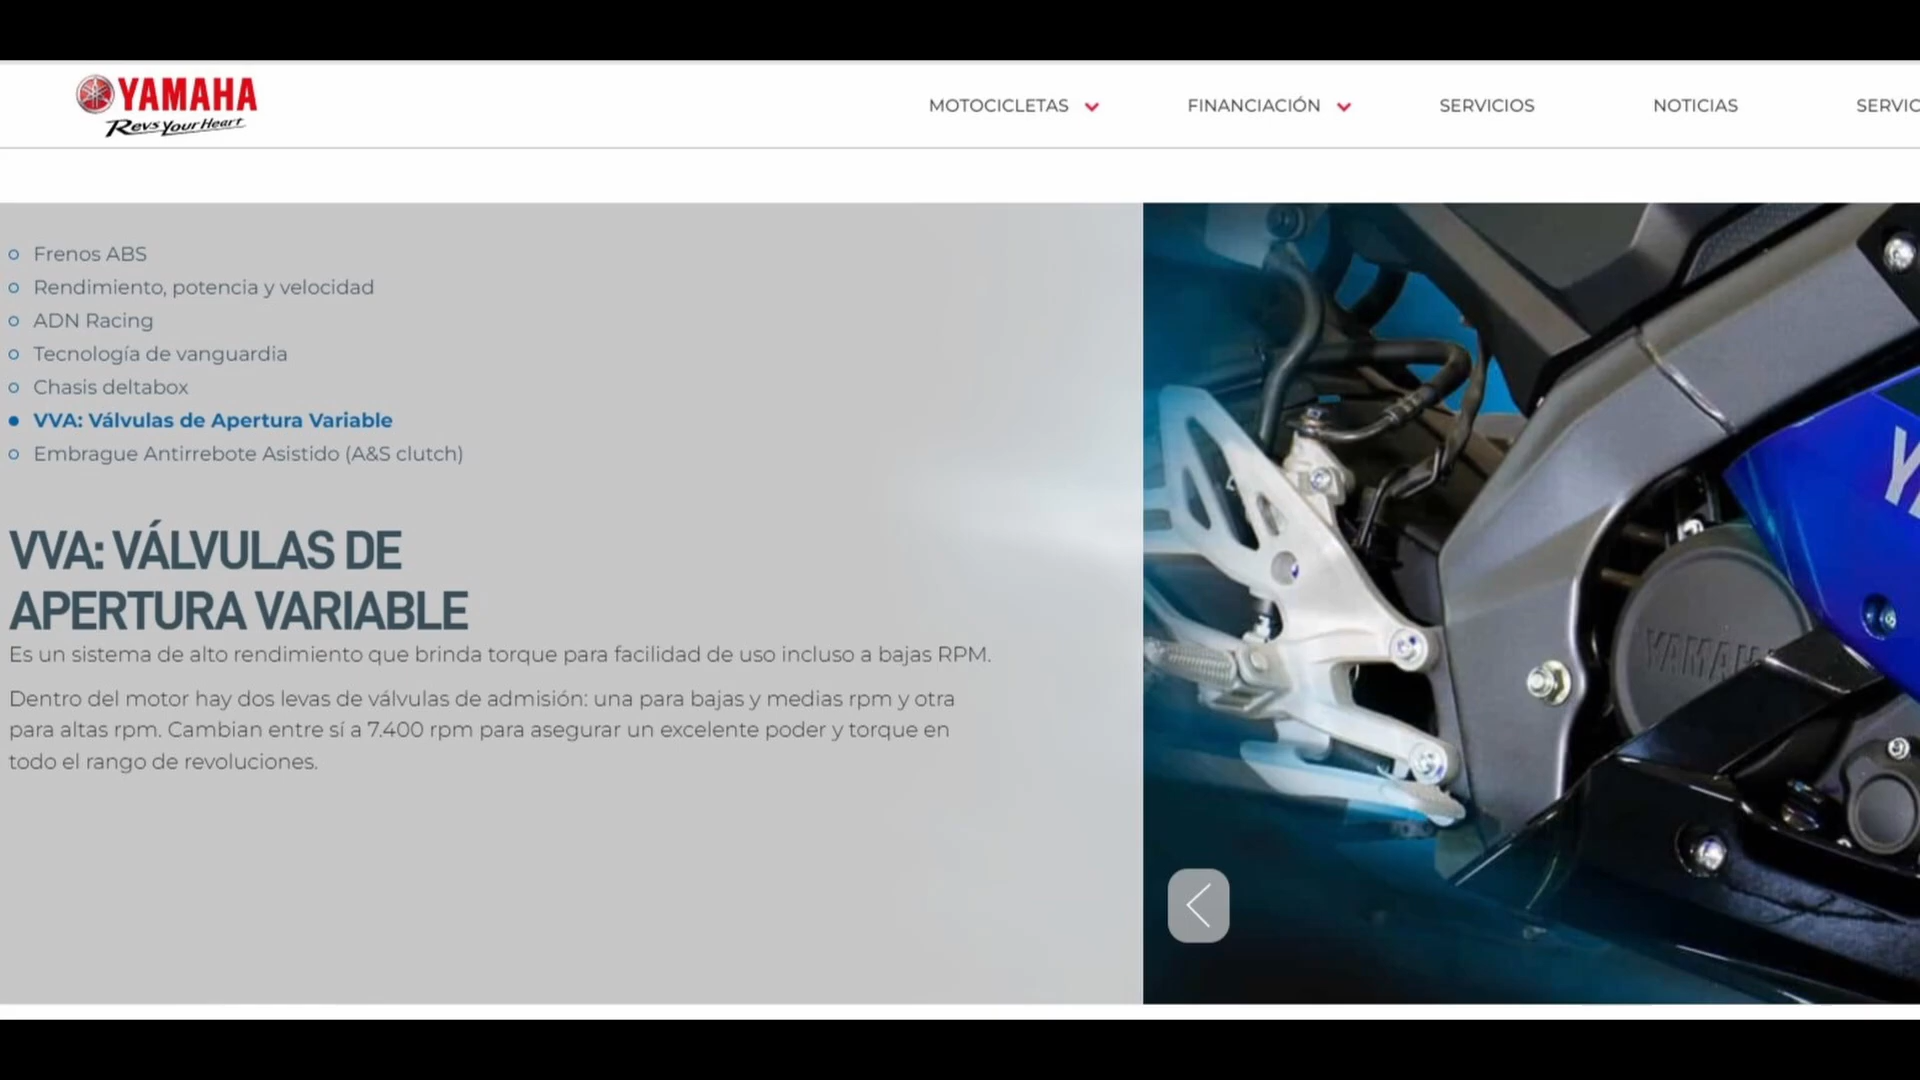 YAMAHA
Revs Your Heart
MOTOCICLETAS
FINANCIACIÓN
SERVICIOS
NOTICIAS
Frenos ABS
Rendimiento, potencia y velocidad
ADN Racing
Tecnología de vanguardia
Chasis deltabox
VVA: Válvulas de Apertura Variable
Embrague Antirrebote Asistido (A&S clutch)
VVA: VÁLVULAS DE
APERTURA VARIABLE
Es un sistema de alto rendimiento que brinda torque para facilidad de uso incluso a bajas RPM.
Dentro del motor hay dos levas de válvulas de admisión: una para bajas y medias rpm y otra
para altas rpm. Cambian entre sí a 7.400 rpm para asegurar un excelente poder y torque en
todo el rango de revoluciones.
YAMAHA